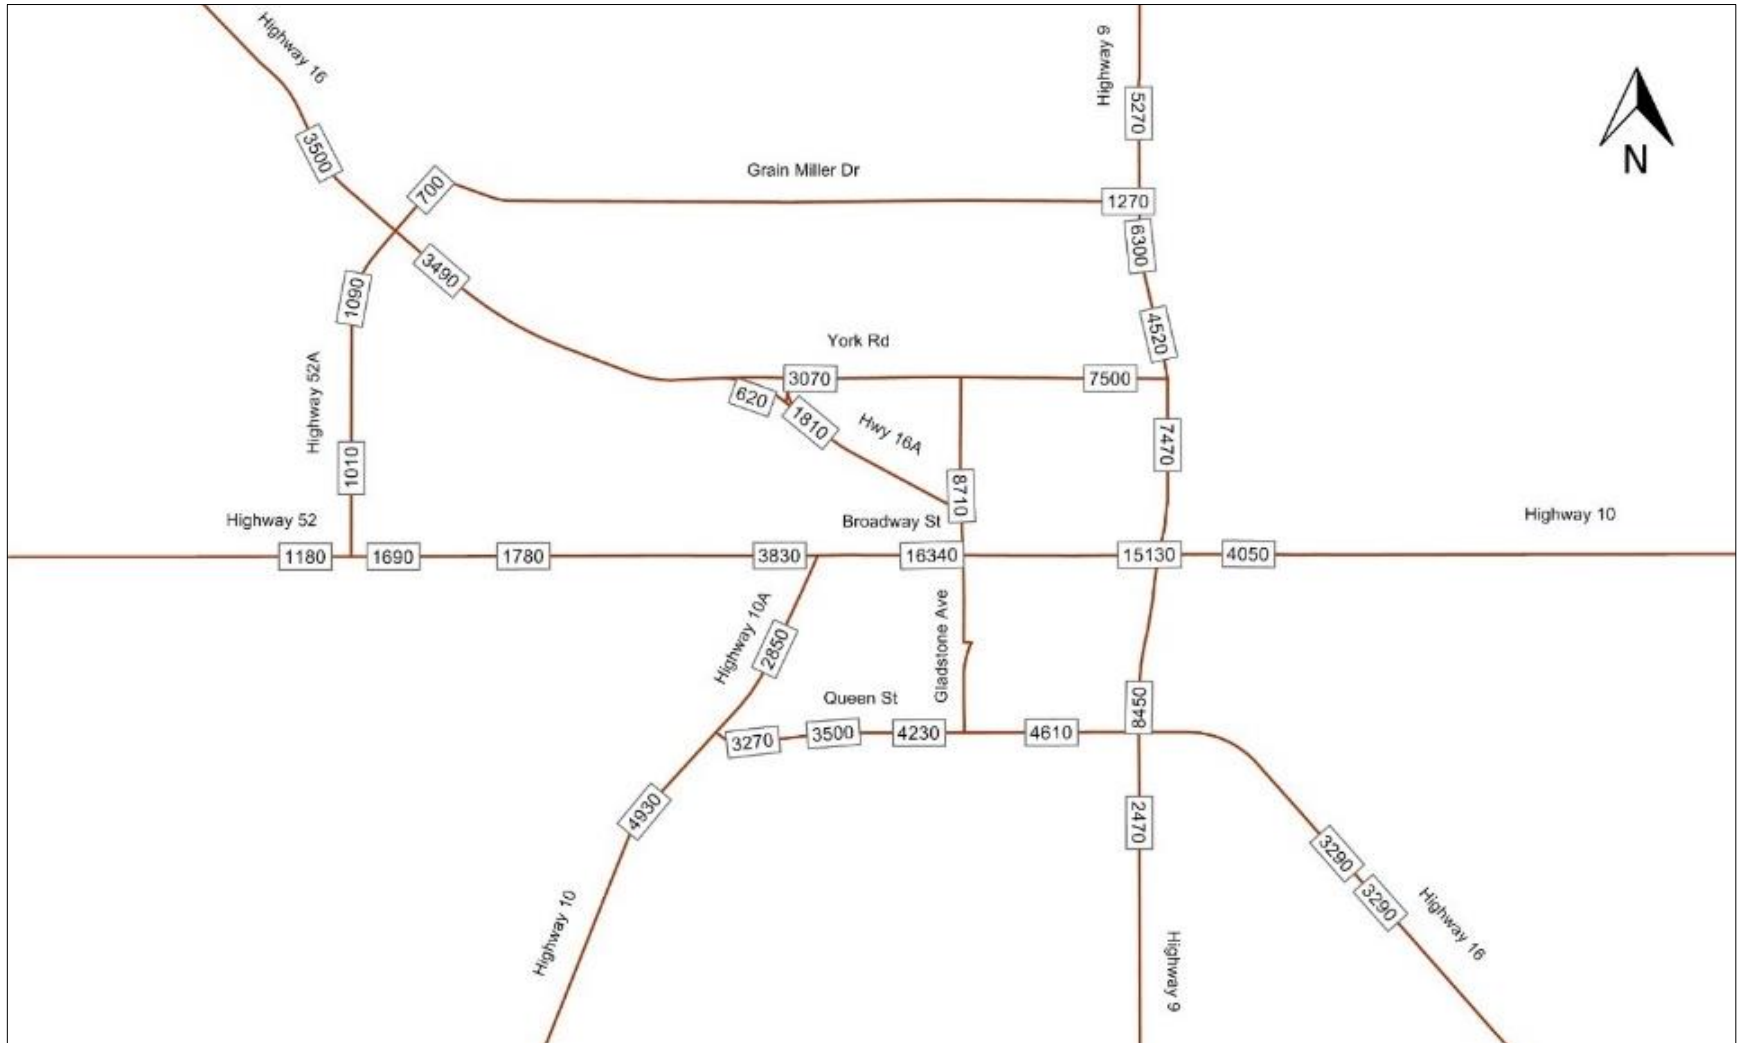 Highway 16
Highway 9
5270
3500
N
Grain Miller Dr
700
1270
6300
3490
1090
4520
York Rd
Highway 52A
3070
7500
620
1810
Hwy 16A
7470
1010
8710
Highway 52
Broadway St
Highway 10
1180
1690
1780
3830
16340
15130
4050
Highway 10A
2850
Gladstone Ave
Queen St
8450
3270
3500
4230
4610
4930
2470
3290
3290
Highway 10
Highway 9
Highway 16